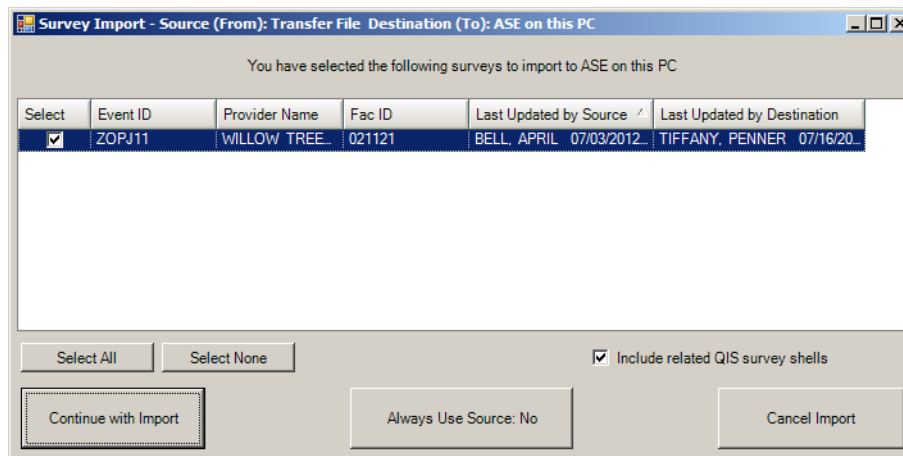 Survey Import - Source (From): Transfer File Destination (To): ASE on this PC
You have selected the following surveys to import to ASE on this PC
Select Event ID Provider Name Fac ID Last Updated by Source Last Updated by Destination
ZOPJ11 WILLOW TREE... 021121 BELL, APRIL 07/03/2012... TIFFANY, PENNER 07/16/20...
Select All Select None Include related QIS survey shells
Continue with Import Always Use Source: No Cancel Import